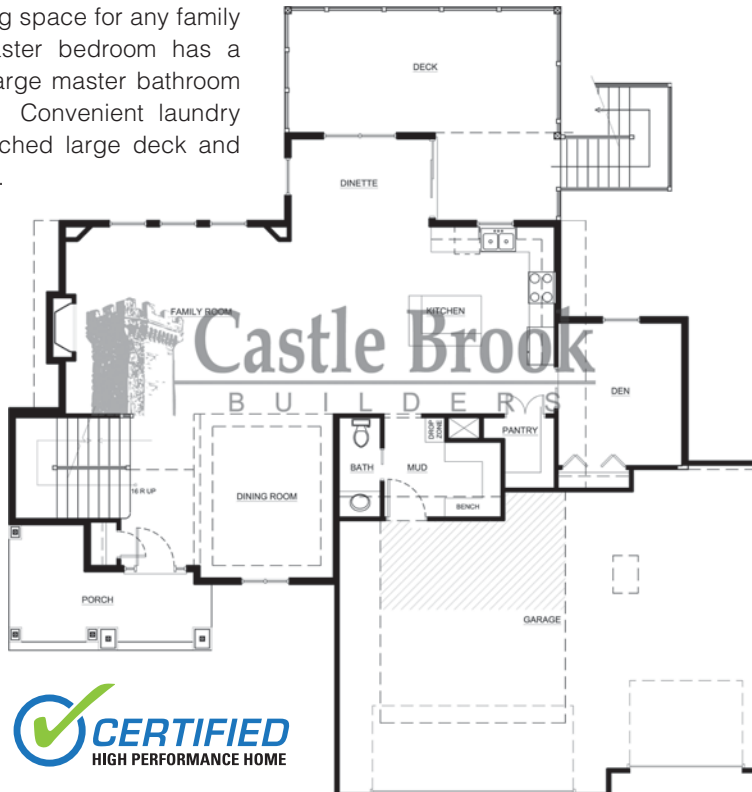 g space for any family
ster bedroom has a
arge master bathroom
Convenient laundry
ched large deck and
.
DECK
DINETTE
FAMILY ROOM
KITCHEN
Castle Brook
BUILDERS
DEN
PANTRY
DROP
ZONE
BATH
MUD
BENCH
DINING ROOM
16 R UP
PORCH
GARAGE
CERTIFIED
HIGH PERFORMANCE HOME